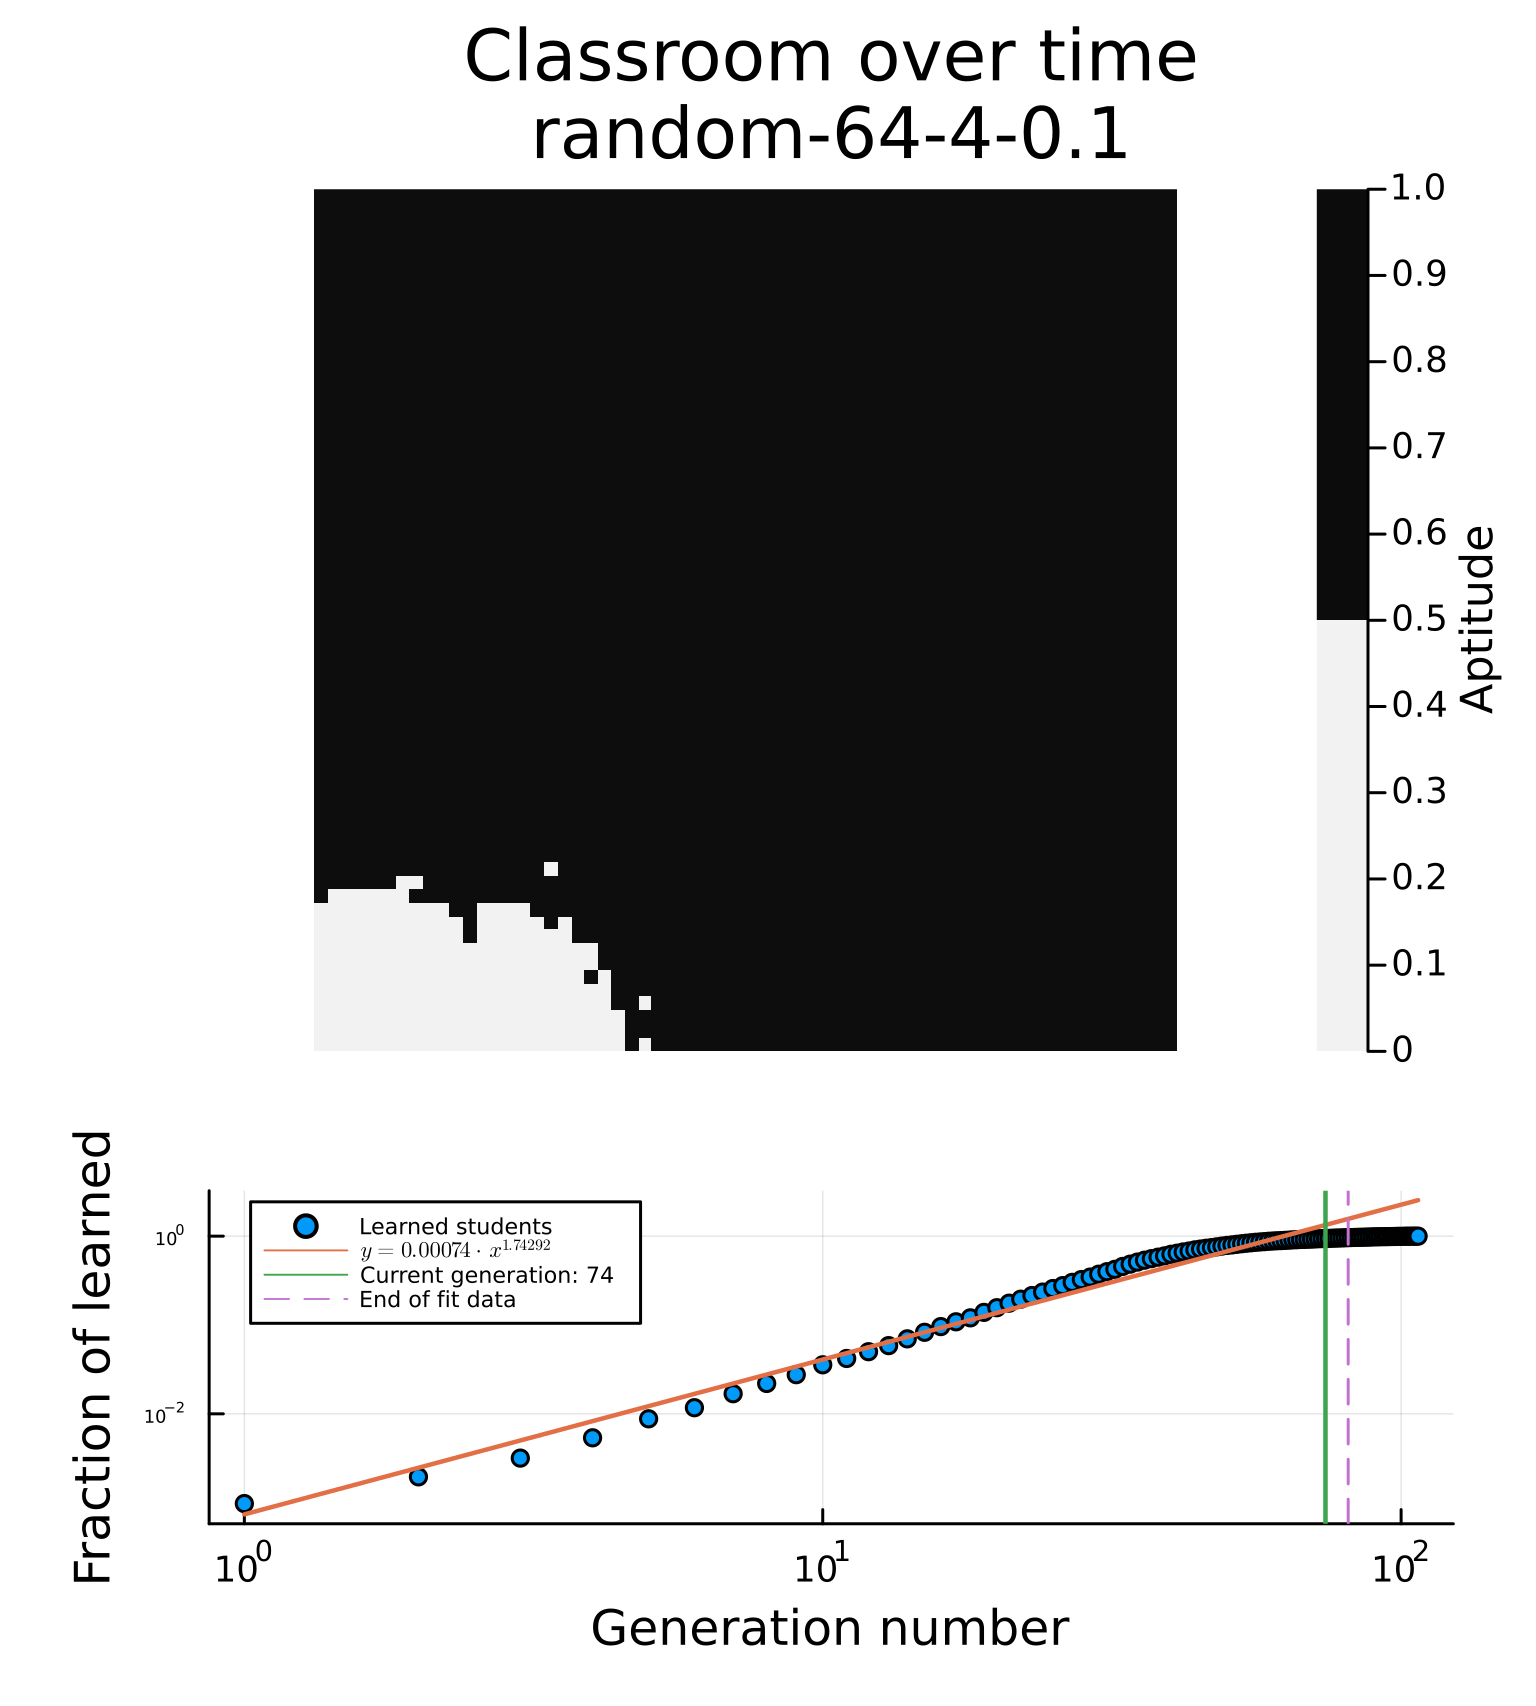 Classroom over time
random-64-4-0.1
1.0
0.9
0.8
0.7
0.6
0.5
0.4
0.3
0.2
0.1
0
Aptitude
Fraction of learned
10^0
10^-2
Learned students
y = 0.00074 · x^1.74292
Current generation: 74
End of fit data
10^0
10^1
10^2
Generation number